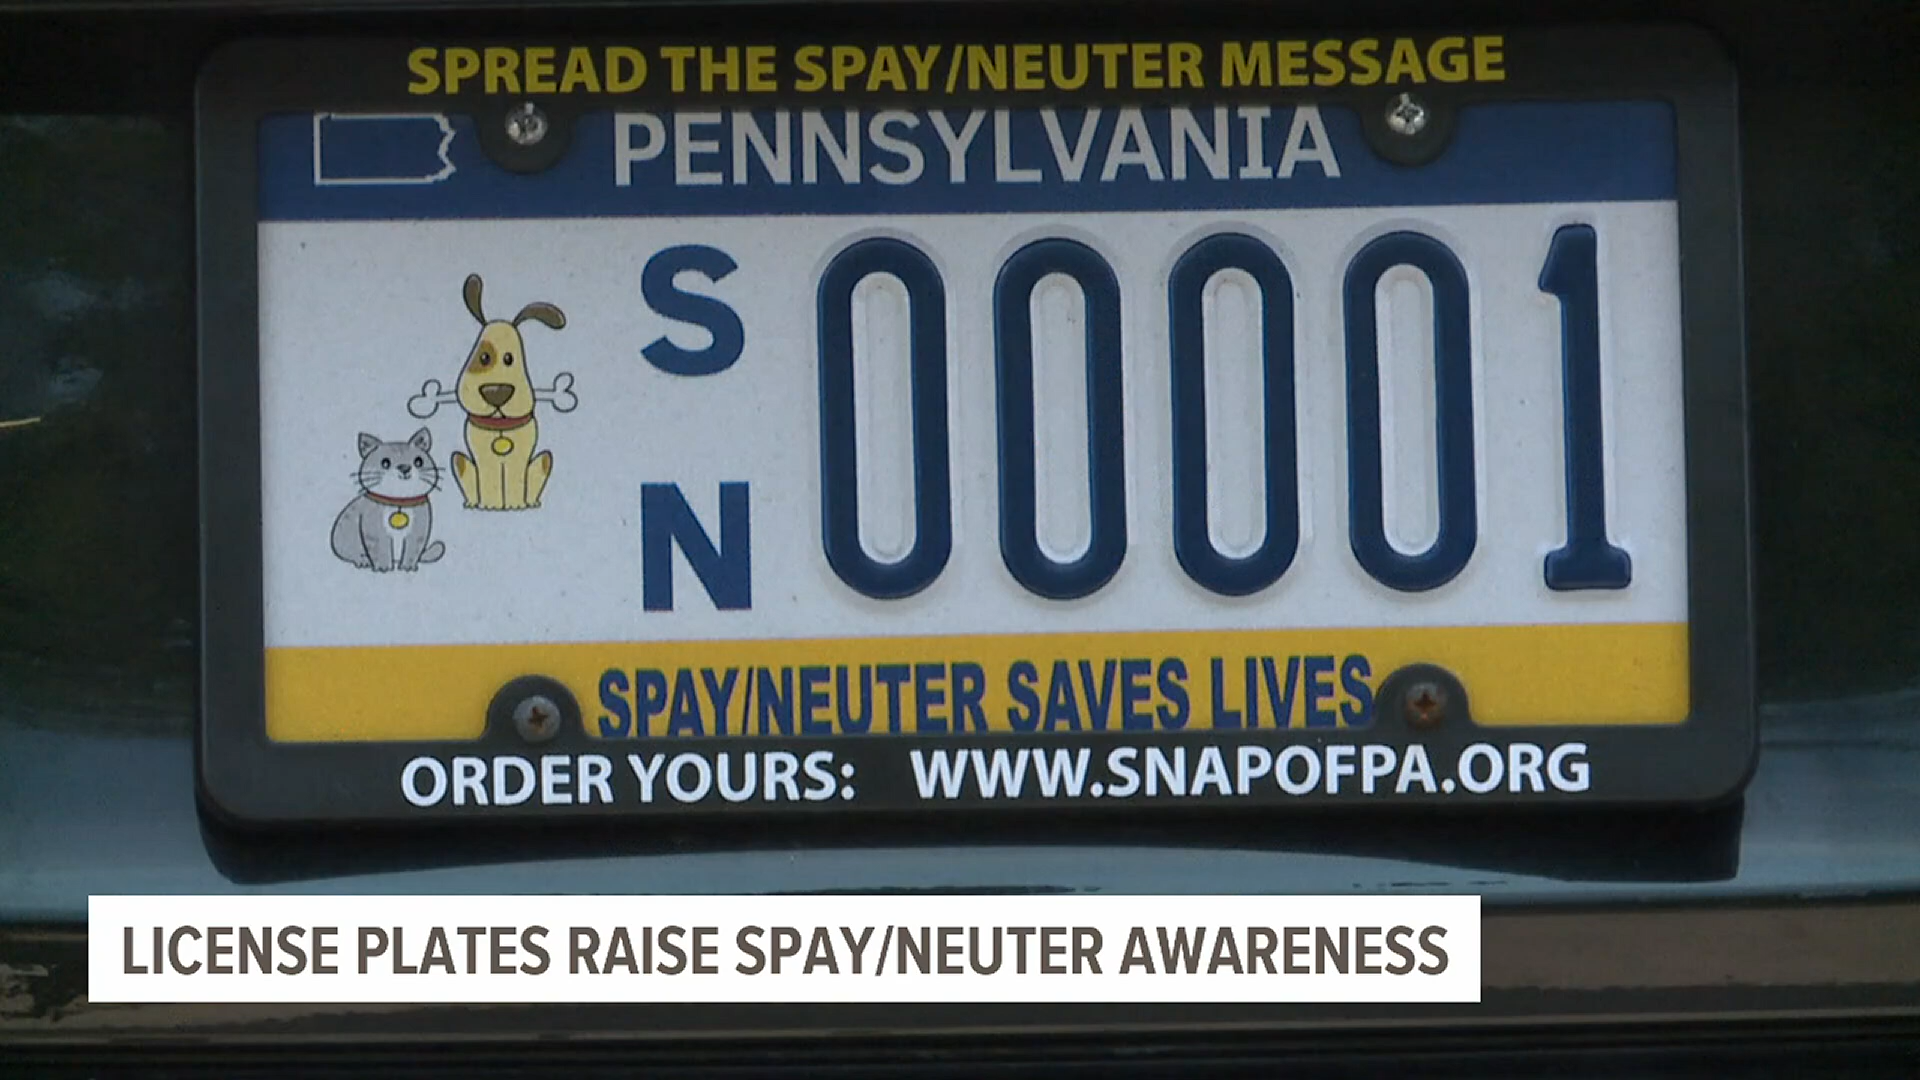 SPREAD THE SPAY/NEUTER MESSAGE
PENNSYLVANIA
S
N
00001
SPAY/NEUTER SAVES LIVES
ORDER YOURS: WWW.SNAPOFPA.ORG
LICENSE PLATES RAISE SPAY/NEUTER AWARENESS